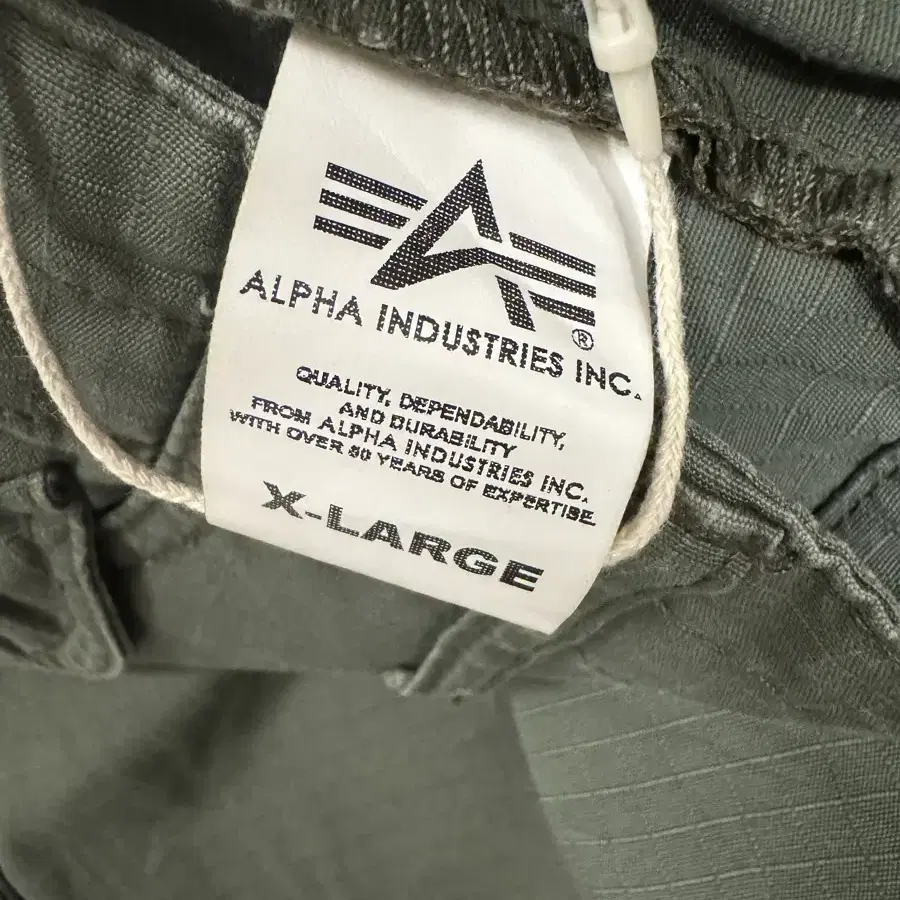 ALPHA INDUSTRIES INC.
®
QUALITY, DEPENDABILITY,
AND DURABILITY
FROM ALPHA INDUSTRIES INC.
WITH OVER 50 YEARS OF EXPERTISE
X-LARGE